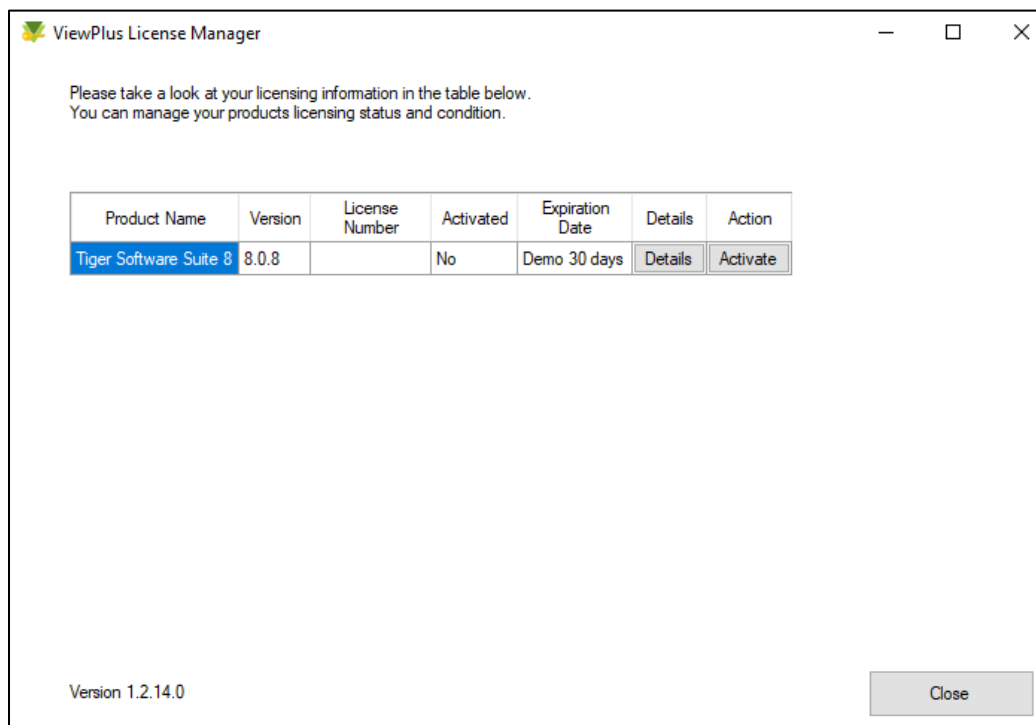 ViewPlus License Manager
Please take a look at your licensing information in the table below.
You can manage your products licensing status and condition.
Product Name Version License Number Activated Expiration Date Details Action
Tiger Software Suite 8 8.0.8 No Demo 30 days Details Activate
Version 1.2.14.0 Close